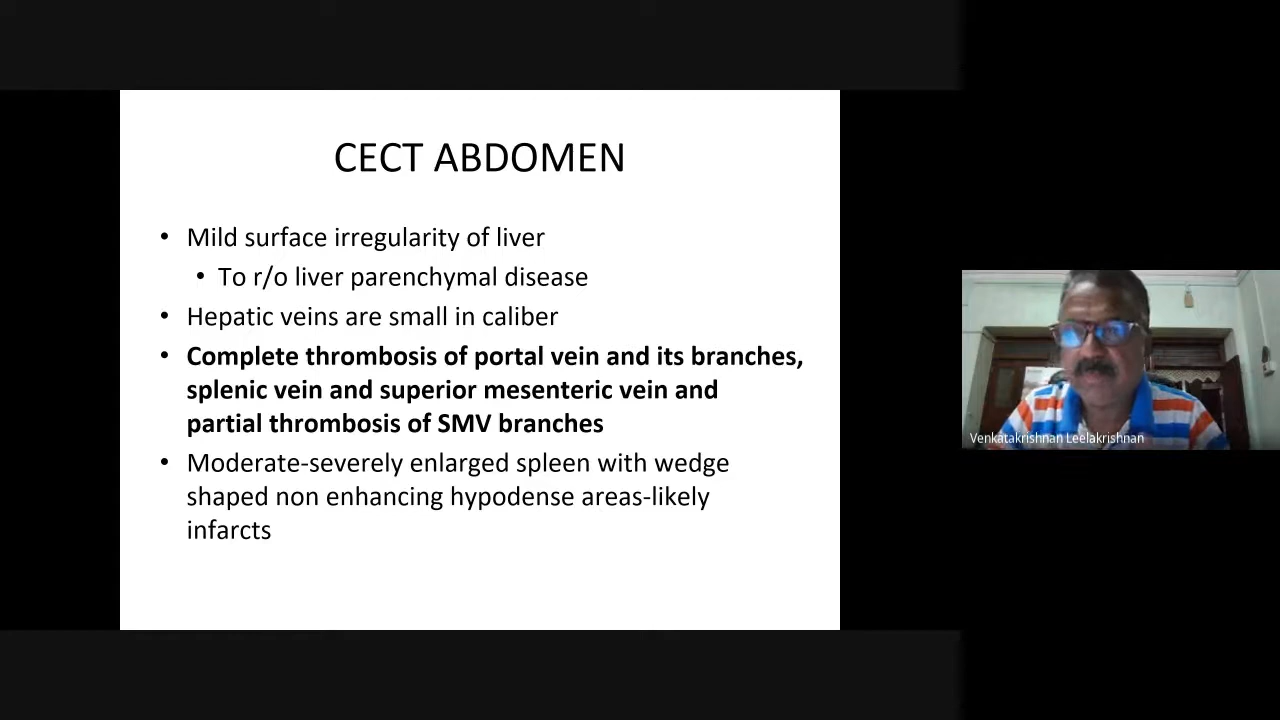 CECT ABDOMEN
• Mild surface irregularity of liver
• To r/o liver parenchymal disease
• Hepatic veins are small in caliber
• Complete thrombosis of portal vein and its branches,
splenic vein and superior mesenteric vein and
partial thrombosis of SMV branches
• Moderate-severely enlarged spleen with wedge
shaped non enhancing hypodense areas-likely
infarcts
Venkatakrishnan Leelakrishnan